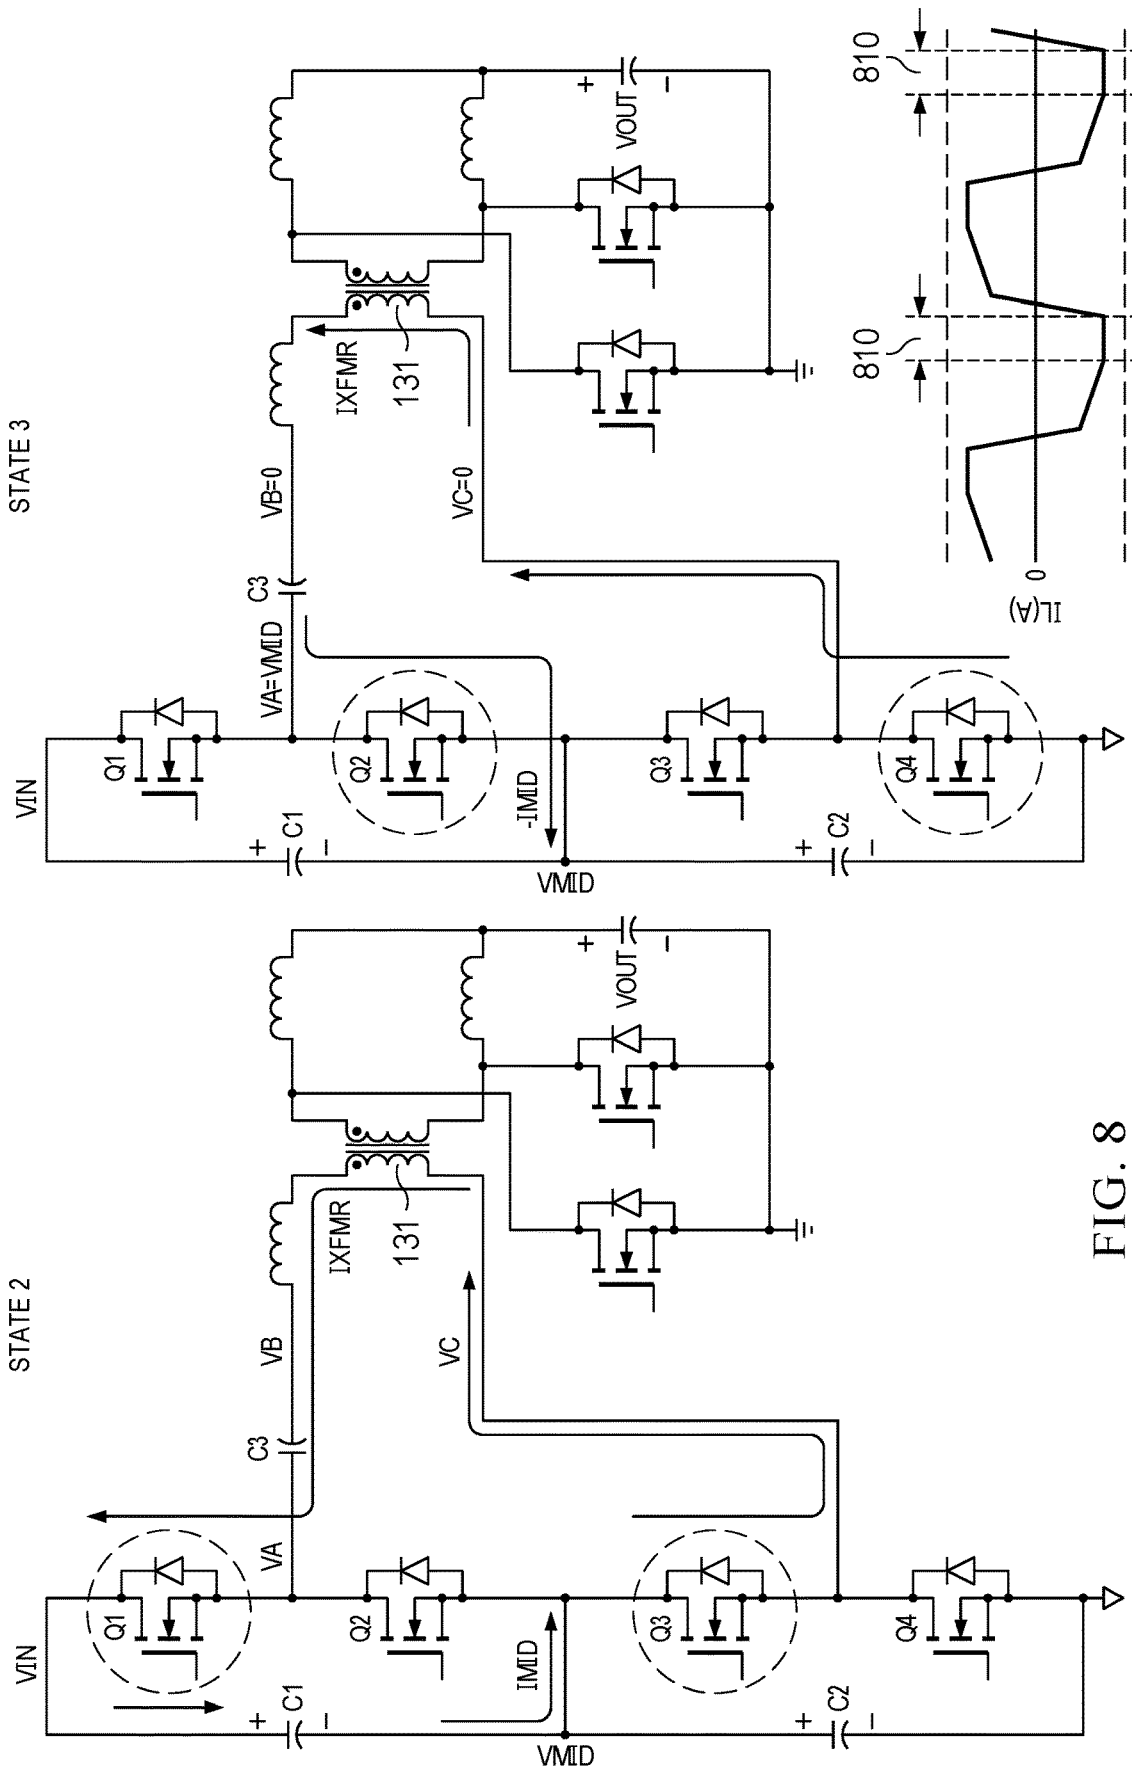 STATE 2
VIN
Q1
C1
+
-
VA
C3
VB
IXFMR
131
Q2
IMID
VMID
VC
Q3
C2
+
-
Q4
VOUT
+
-
STATE 3
VIN
Q1
C1
+
-
VA=VMID
C3
VB=0
IXFMR
131
Q2
-IMID
VMID
VC=0
Q3
C2
+
-
Q4
VOUT
+
-
IL(A)
0
810
810
FIG. 8